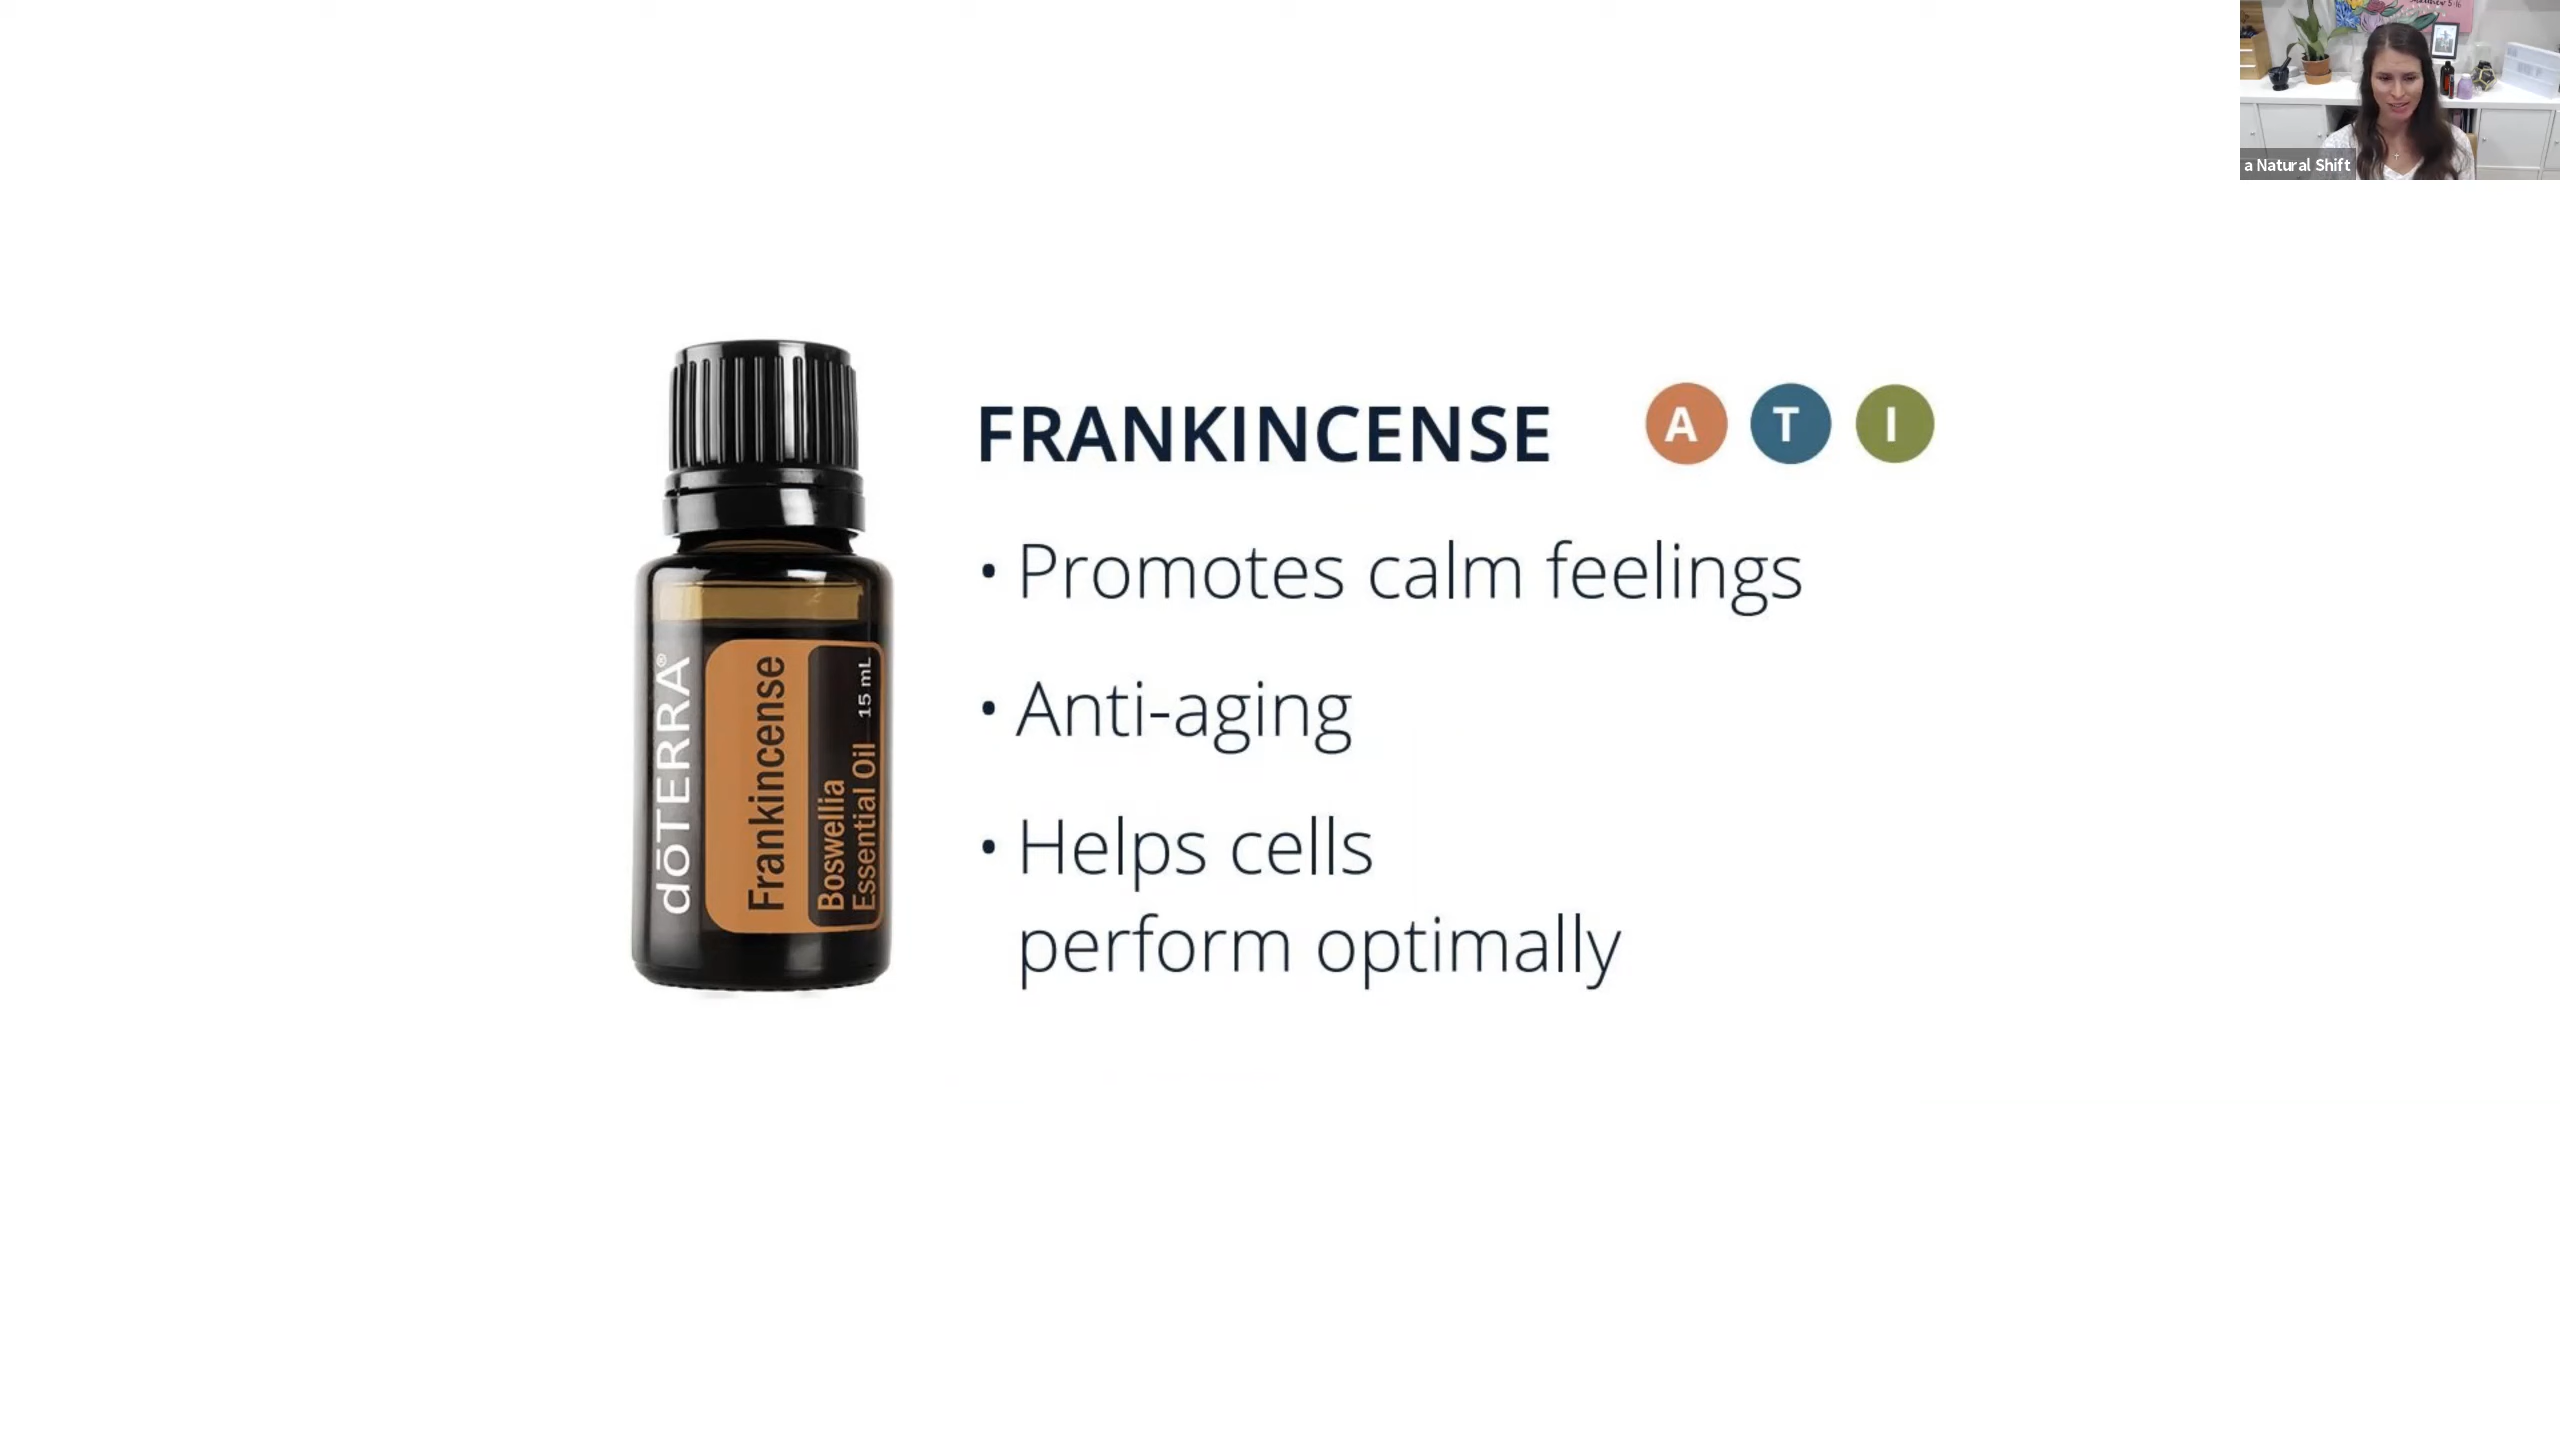 a Natural Shift
FRANKINCENSE
A T I
• Promotes calm feelings
• Anti-aging
• Helps cells
perform optimally
dōTERRA®
Frankincense
Boswellia
Essential Oil 15 mL